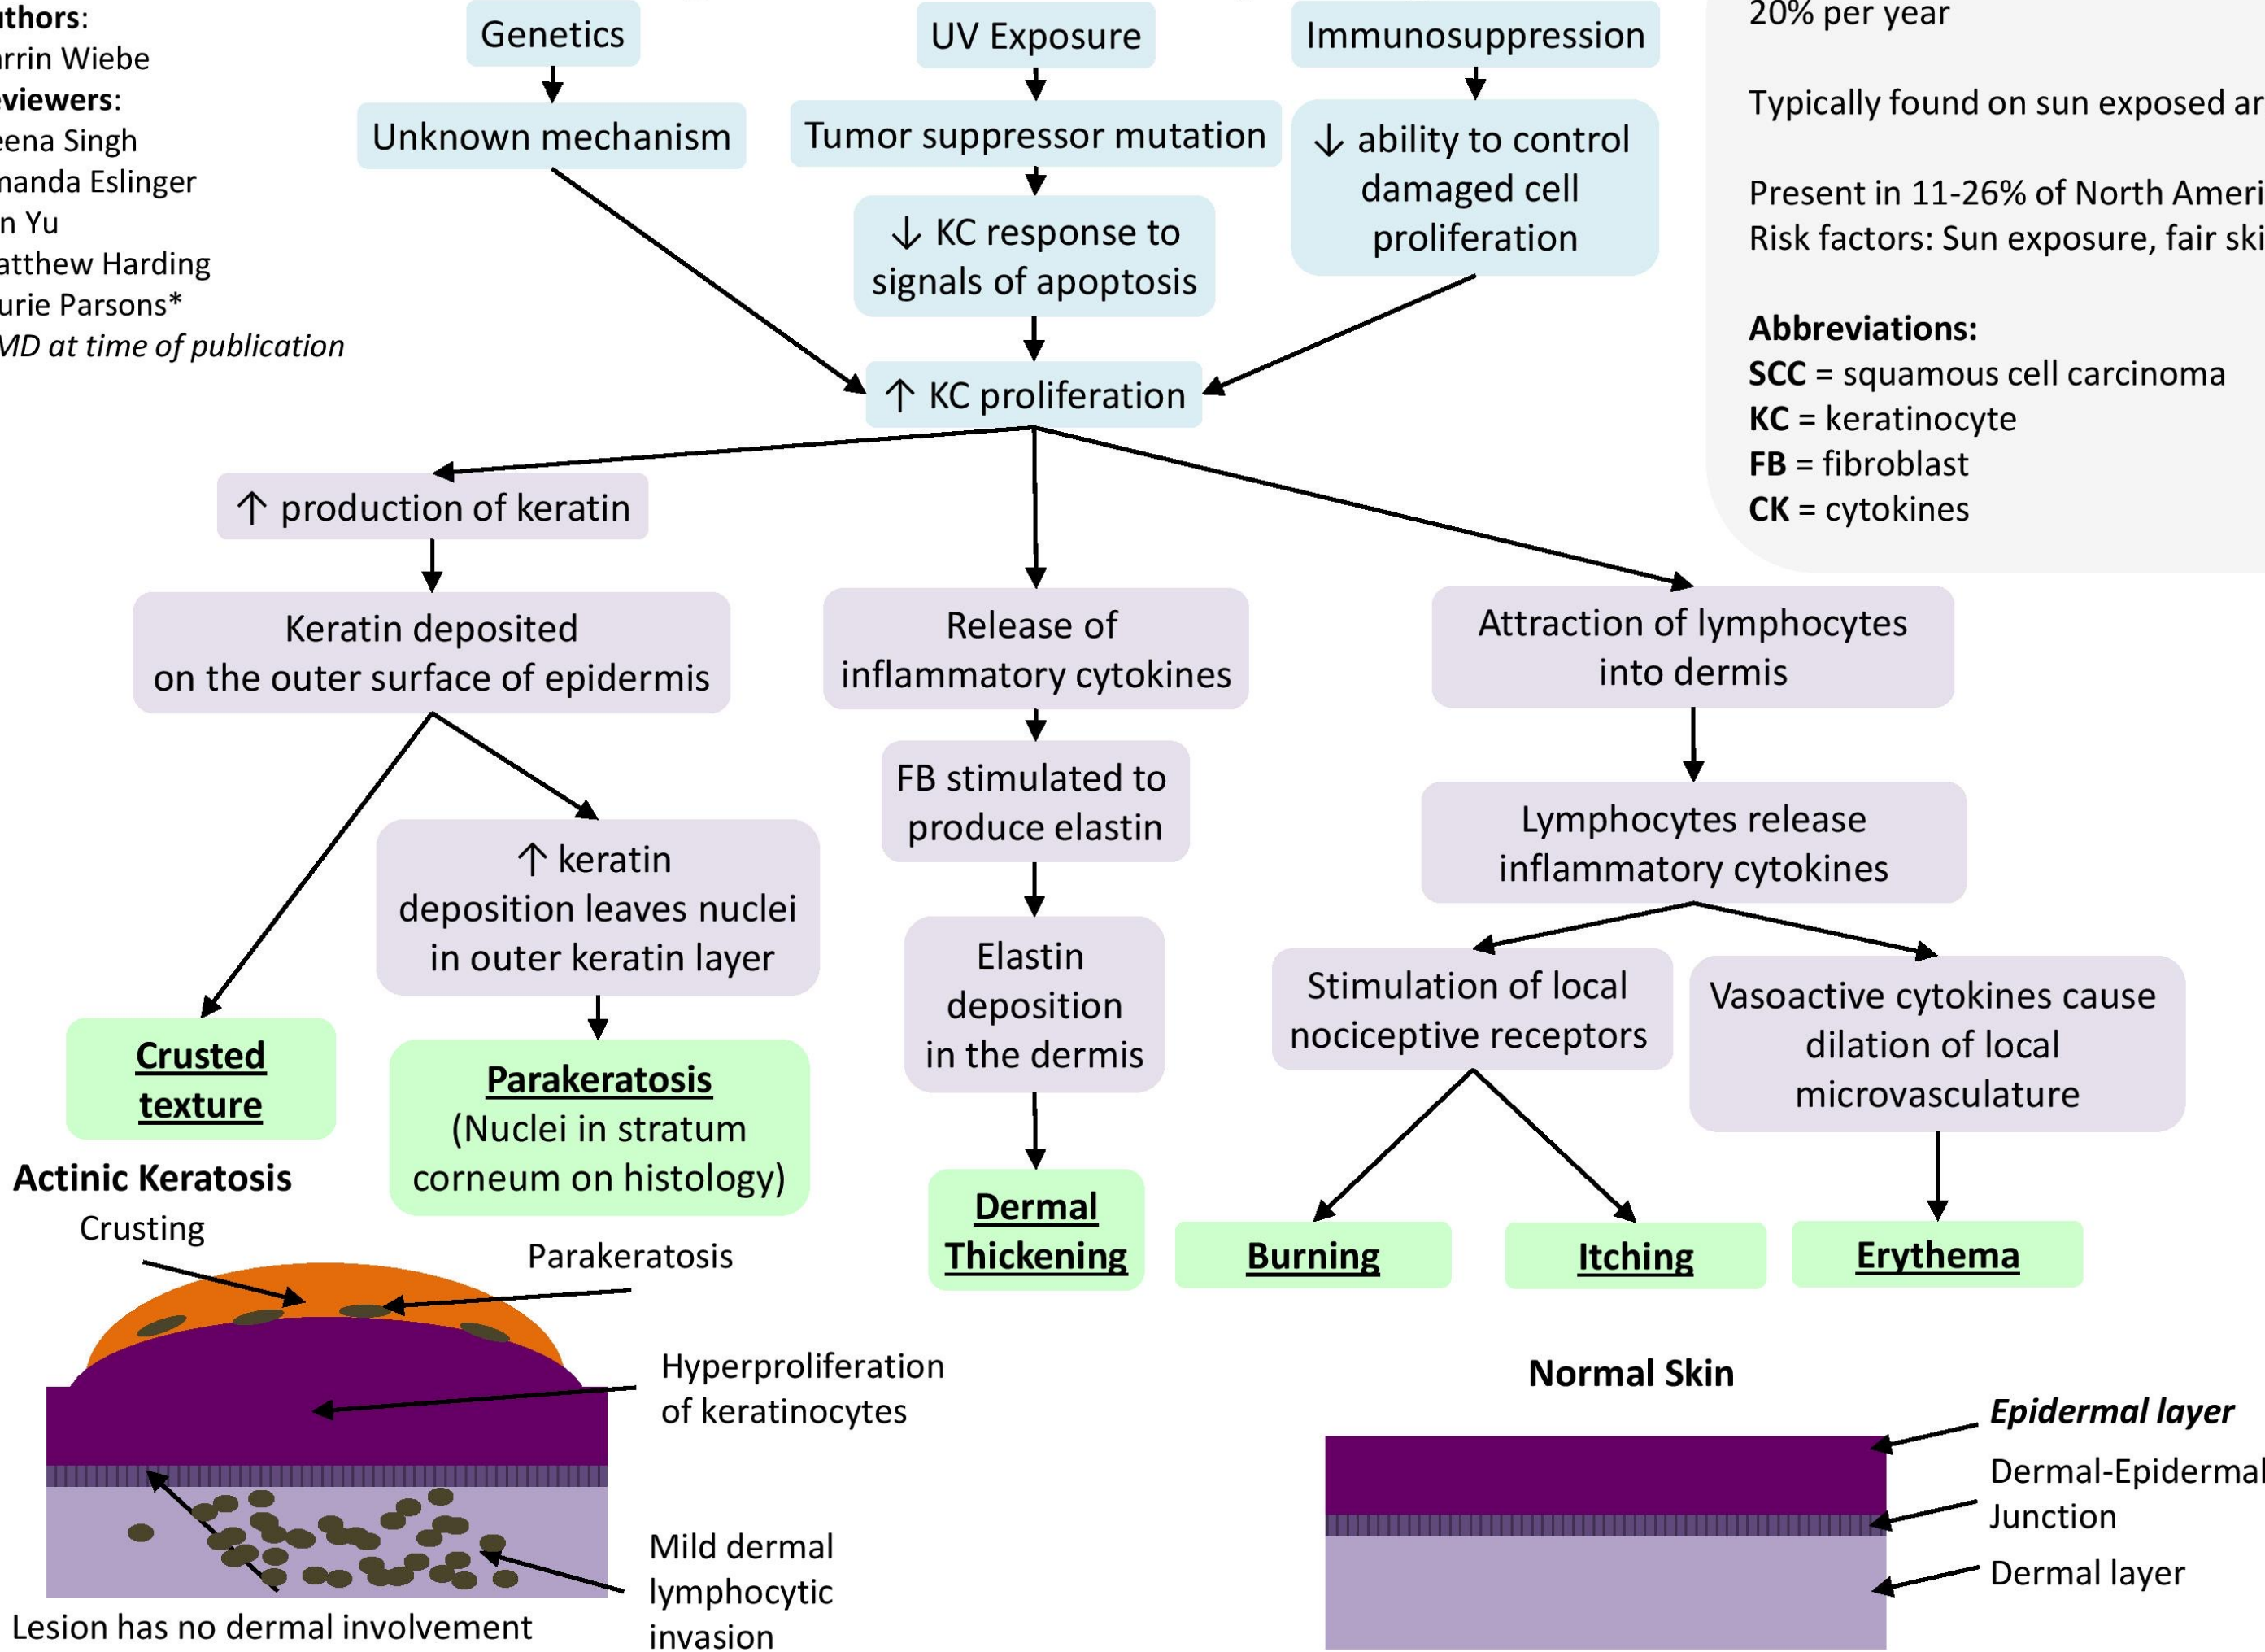 Genetics
UV Exposure
Immunosuppression
Unknown mechanism
Tumor suppressor mutation
↓ ability to control
damaged cell
proliferation
↓ KC response to
signals of apoptosis
↑ KC proliferation
thors:
rrin Wiebe
viewers:
ena Singh
manda Eslinger
n Yu
atthew Harding
urie Parsons*
MD at time of publication
20% per year
Typically found on sun exposed ar
Present in 11-26% of North Ameri
Risk factors: Sun exposure, fair ski
Abbreviations:
SCC = squamous cell carcinoma
KC = keratinocyte
FB = fibroblast
CK = cytokines
↑ production of keratin
Keratin deposited
on the outer surface of epidermis
Release of
inflammatory cytokines
Attraction of lymphocytes
into dermis
FB stimulated to
produce elastin
Lymphocytes release
inflammatory cytokines
↑ keratin
deposition leaves nuclei
in outer keratin layer
Elastin
deposition
in the dermis
Stimulation of local
nociceptive receptors
Vasoactive cytokines cause
dilation of local
microvasculature
Crusted
texture
Parakeratosis
(Nuclei in stratum
corneum on histology)
Dermal
Thickening
Burning
Itching
Erythema
Actinic Keratosis
Crusting
Parakeratosis
Hyperproliferation
of keratinocytes
Mild dermal
lymphocytic
invasion
Lesion has no dermal involvement
Normal Skin
Epidermal layer
Dermal-Epidermal
Junction
Dermal layer